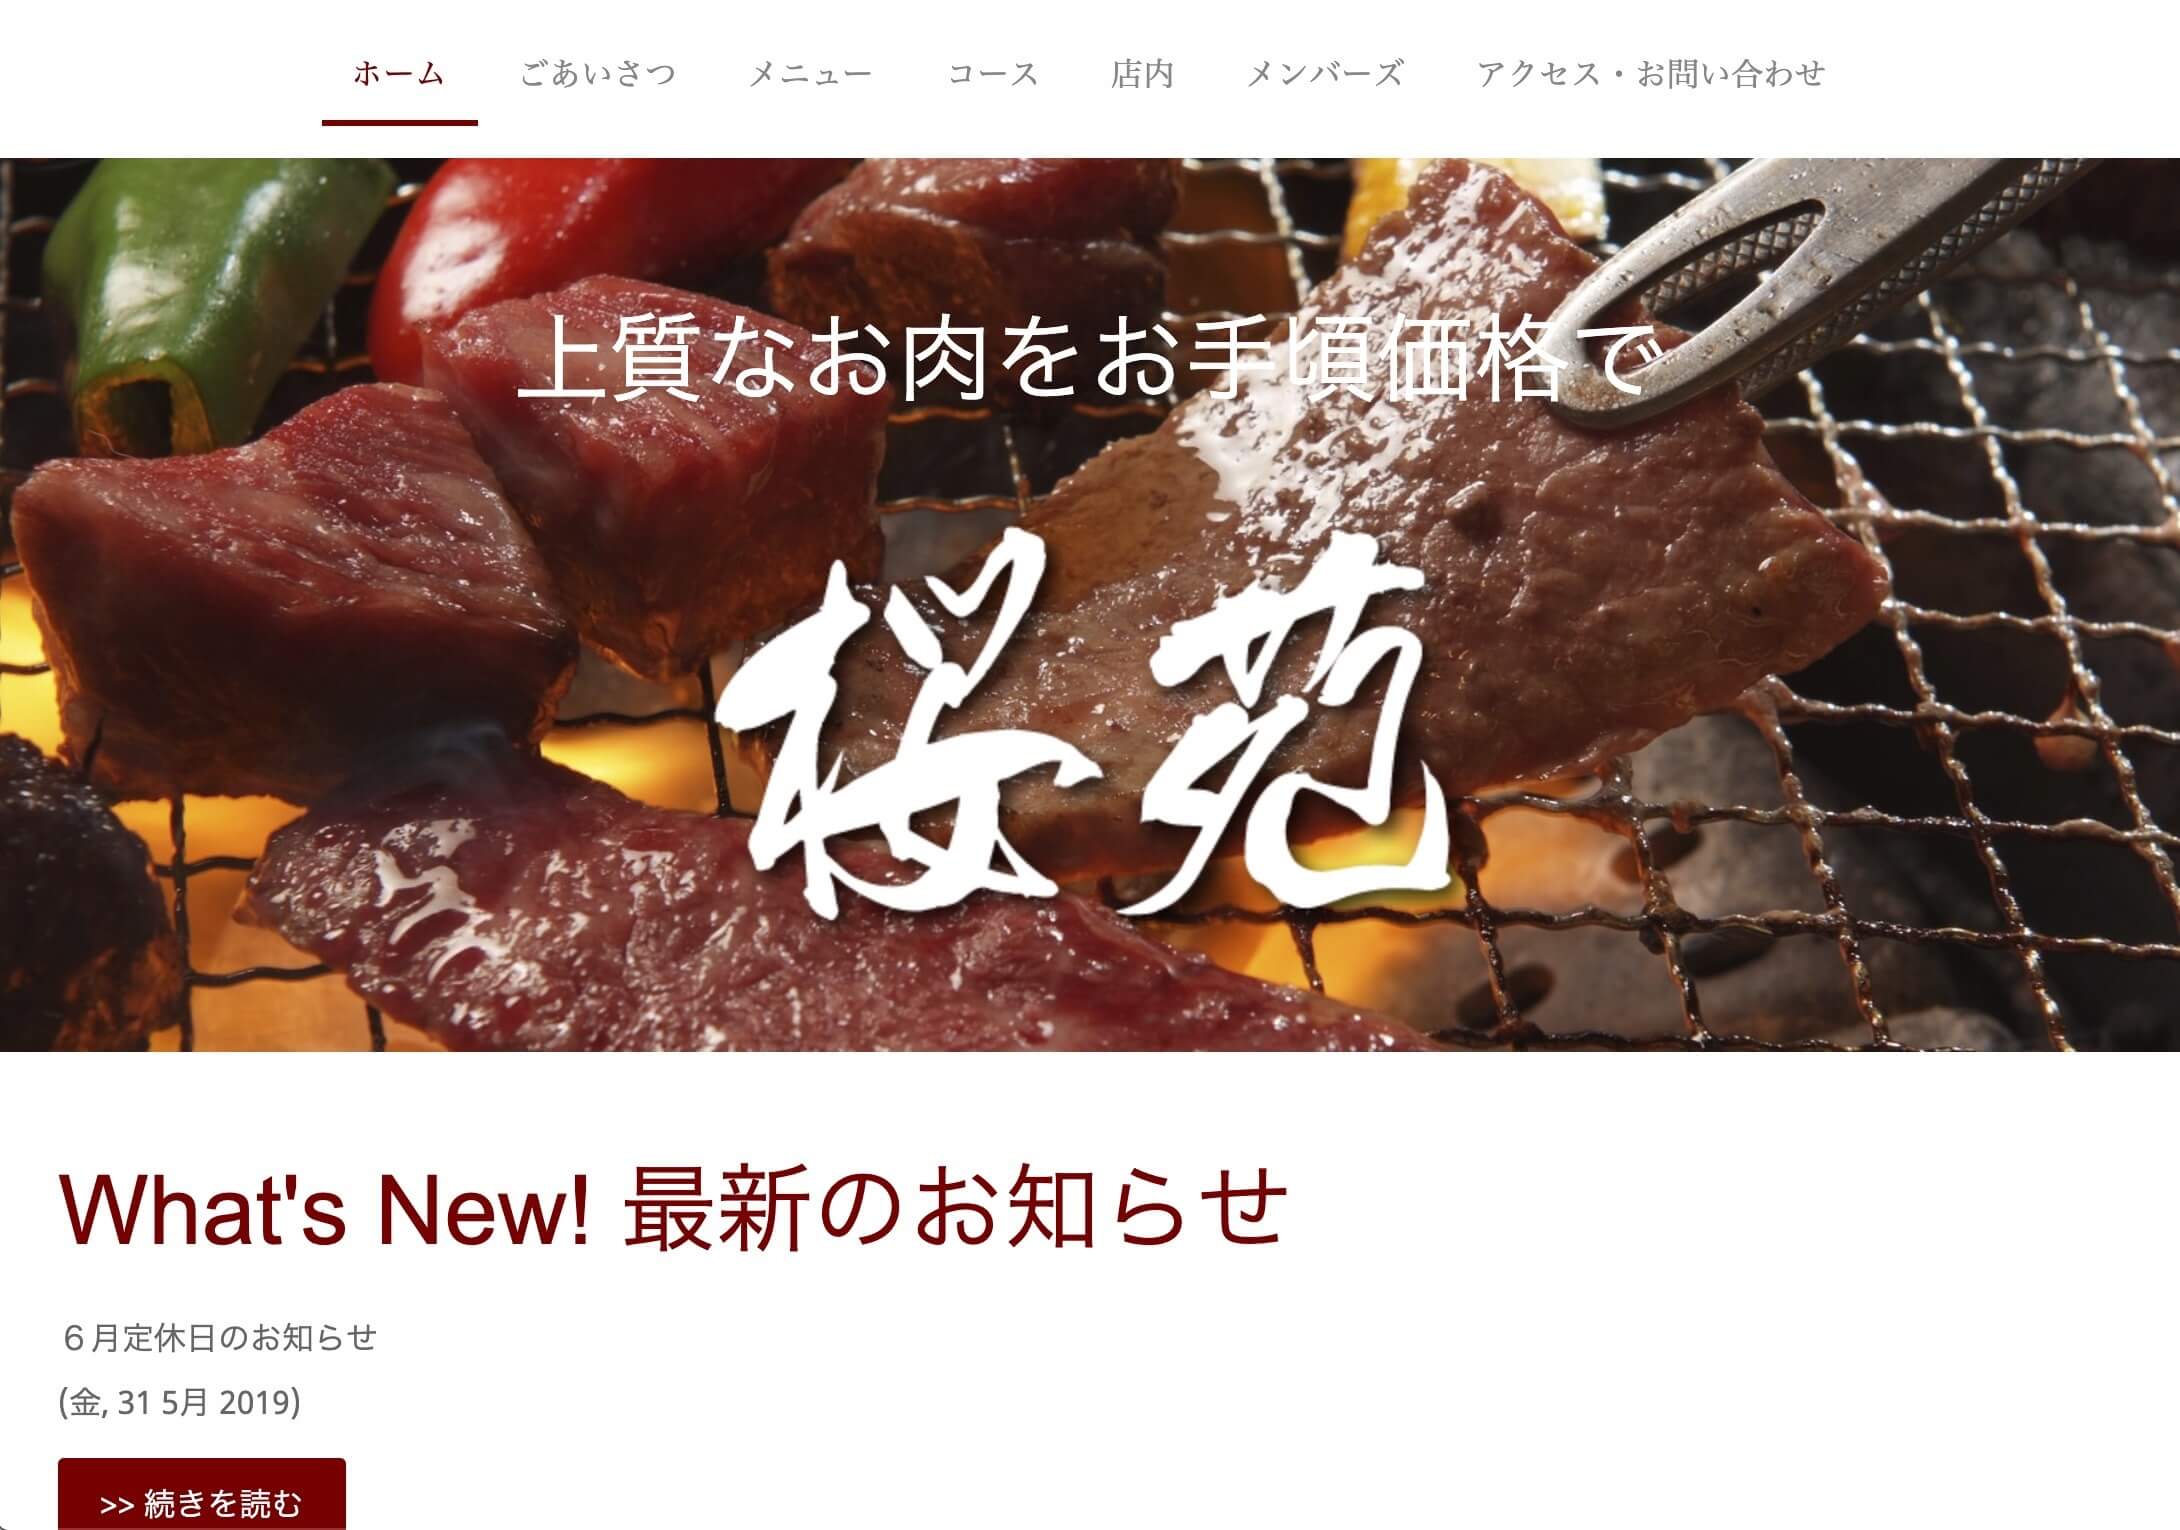 ホーム ごあいさつ メニュー コース 店内 メンバーズ アクセス・お問い合わせ
上質なお肉をお手頃価格で
桜苑
What's New! 最新のお知らせ
６月定休日のお知らせ
(金, 31 5月 2019)
>> 続きを読む